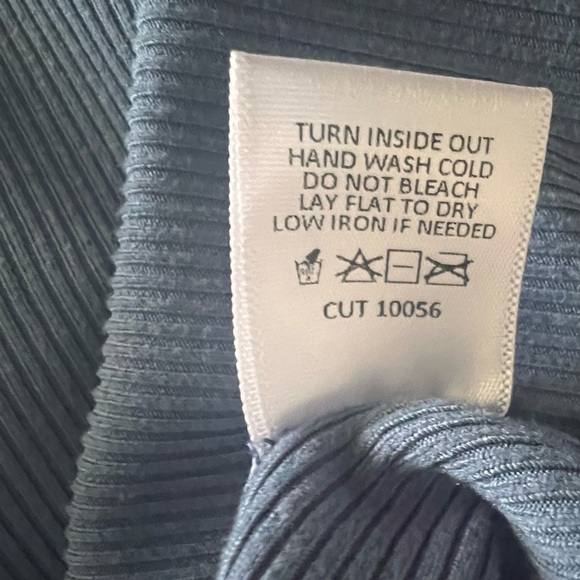 TURN INSIDE OUT
HAND WASH COLD
DO NOT BLEACH
LAY FLAT TO DRY
LOW IRON IF NEEDED
CUT 10056